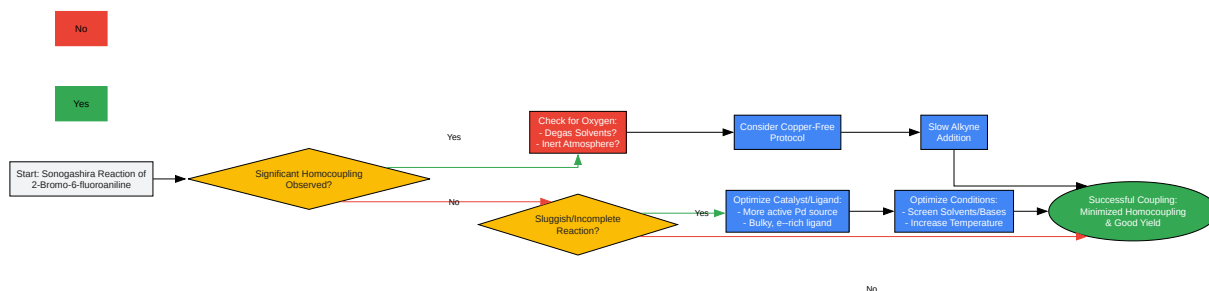 No
Yes
Start: Sonogashira Reaction of
2-Bromo-6-fluoroaniline
Significant Homocoupling
Observed?
Yes
No
Check for Oxygen:
- Degas Solvents?
- Inert Atmosphere?
Consider Copper-Free
Protocol
Slow Alkyne
Addition
Sluggish/Incomplete
Reaction?
Yes
No
Optimize Catalyst/Ligand:
- More active Pd source
- Bulky, e--rich ligand
Optimize Conditions:
- Screen Solvents/Bases
- Increase Temperature
Successful Coupling:
Minimized Homocoupling
& Good Yield